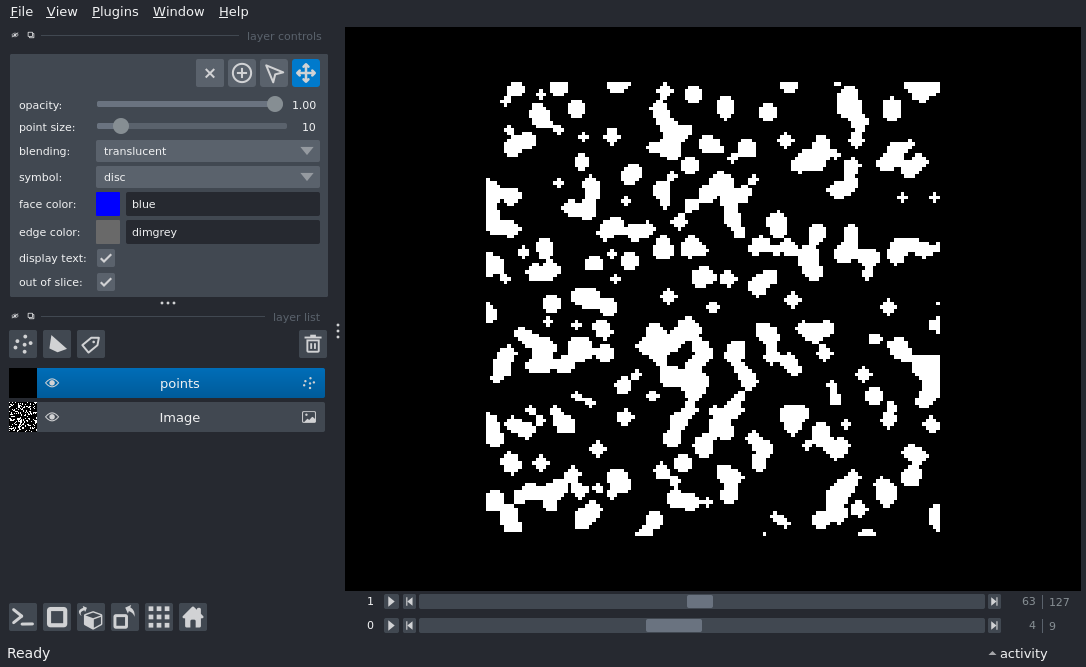 File View Plugins Window Help
layer controls
opacity: 1.00
point size: 10
blending: translucent
symbol: disc
face color: blue
edge color: dimgrey
display text:
out of slice:
layer list
points
Image
1 63 127
0 4 9
Ready activity